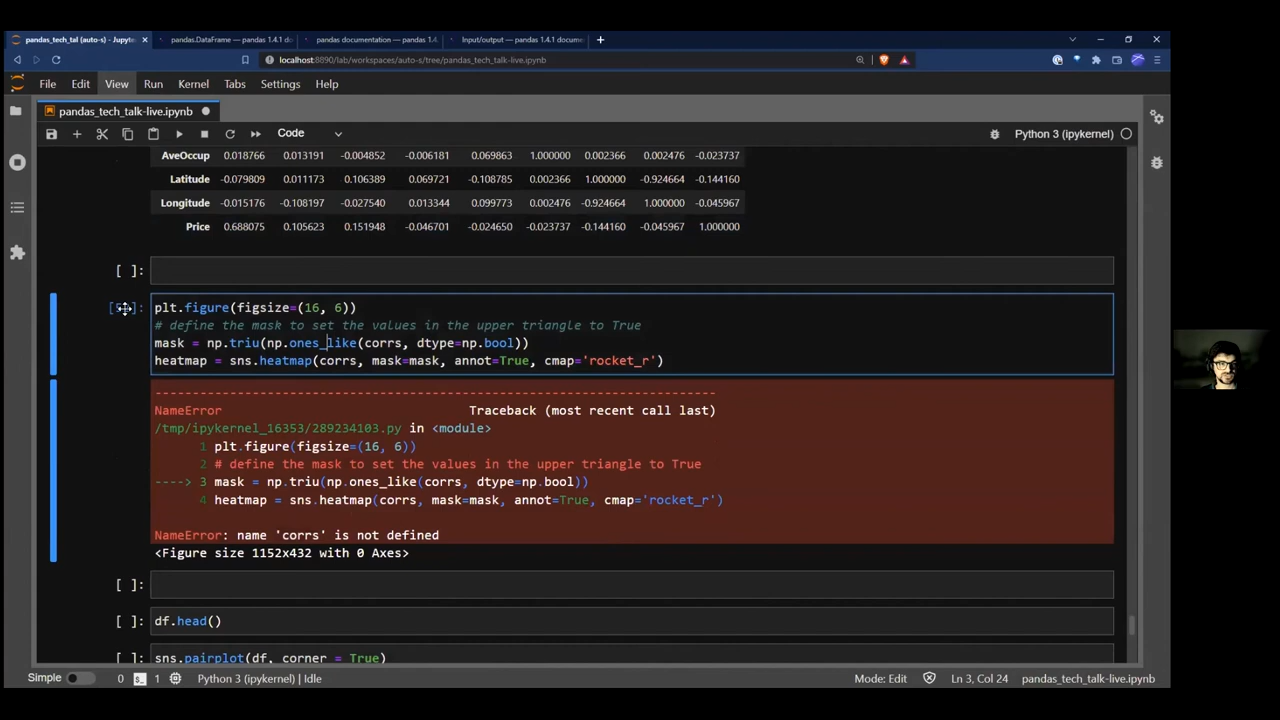 pandas_tech_tal (auto-s) - Jupyte
pandas.DataFrame — pandas 1.4.1 do
pandas documentation — pandas 1.4.
Input/output — pandas 1.4.1 docume
localhost:8890/lab/workspaces/auto-s/tree/pandas_tech_talk-live.ipynb
File Edit View Run Kernel Tabs Settings Help
pandas_tech_talk-live.ipynb
Code
Python 3 (ipykernel)
AveOccup 0.018766 0.013191 -0.004852 -0.006181 0.069863 1.000000 0.002366 0.002476 -0.023737
Latitude -0.079809 0.011173 0.106389 0.069721 -0.108785 0.002366 1.000000 -0.924664 -0.144160
Longitude -0.015176 -0.108197 -0.027540 0.013344 0.099773 0.002476 -0.924664 1.000000 -0.045967
Price 0.688075 0.105623 0.151948 -0.046701 -0.024650 -0.023737 -0.144160 -0.045967 1.000000
[ ]:
plt.figure(figsize=(16, 6))
# define the mask to set the values in the upper triangle to True
mask = np.triu(np.ones_like(corrs, dtype=np.bool))
heatmap = sns.heatmap(corrs, mask=mask, annot=True, cmap='rocket_r')
---------------------------------------------------------------------------
NameError Traceback (most recent call last)
/tmp/ipykernel_16353/289234103.py in <module>
1 plt.figure(figsize=(16, 6))
2 # define the mask to set the values in the upper triangle to True
----> 3 mask = np.triu(np.ones_like(corrs, dtype=np.bool))
4 heatmap = sns.heatmap(corrs, mask=mask, annot=True, cmap='rocket_r')
NameError: name 'corrs' is not defined
<Figure size 1152x432 with 0 Axes>
[ ]:
[ ]: df.head()
[ ]: sns.pairplot(df, corner = True)
Simple 0 1 Python 3 (ipykernel) | Idle Mode: Edit Ln 3, Col 24 pandas_tech_talk-live.ipynb